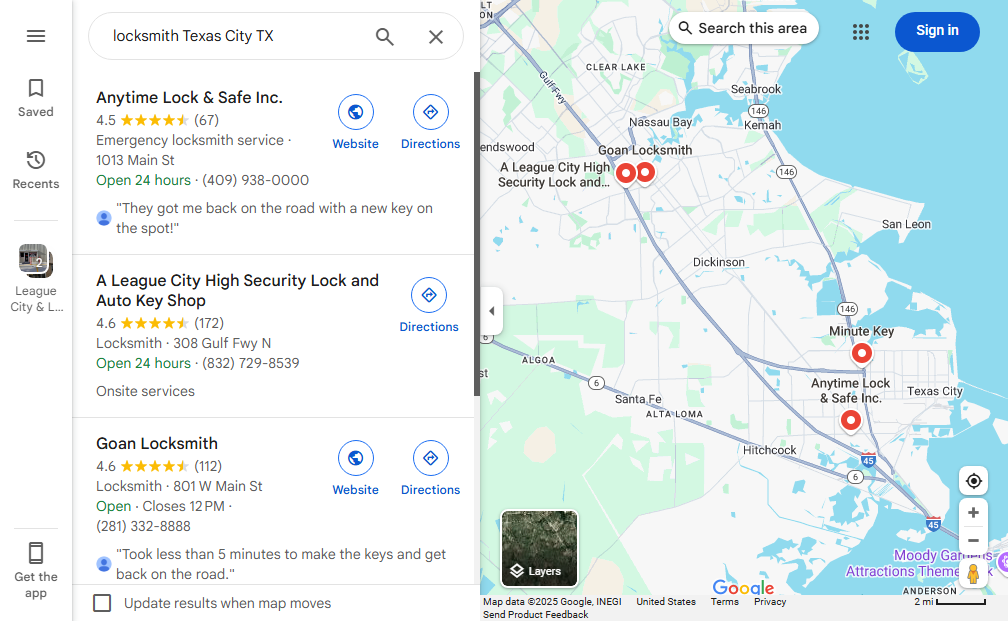 locksmith Texas City TX
Saved
Recents
2
League
City & L...
Get the
app
Anytime Lock & Safe Inc.
4.5 (67)
Emergency locksmith service ·
1013 Main St
Open 24 hours · (409) 938-0000
"They got me back on the road with a new key on
the spot!"
Website
Directions
A League City High Security Lock and
Auto Key Shop
4.6 (172)
Locksmith · 308 Gulf Fwy N
Open 24 hours · (832) 729-8539
Onsite services
Directions
Goan Locksmith
4.6 (112)
Locksmith · 801 W Main St
Open · Closes 12 PM ·
(281) 332-8888
"Took less than 5 minutes to make the keys and get
back on the road."
Website
Directions
Update results when map moves
Search this area
Sign in
LT
ON
CLEAR LAKE
Gulf Fwy
Seabrook
146
Kemah
Nassau Bay
endswood
Goan Locksmith
A League City High
Security Lock and...
146
San Leon
Dickinson
146
Minute Key
6
ALGOA
st
6
Anytime Lock
& Safe Inc.
Texas City
Santa Fe
ALTA LOMA
Hitchcock
45
6
45
Moody Gardens
Attractions Theme
ANDERSON
Layers
Google
Map data ©2025 Google, INEGI
United States
Terms
Privacy
2 mi
Send Product Feedback